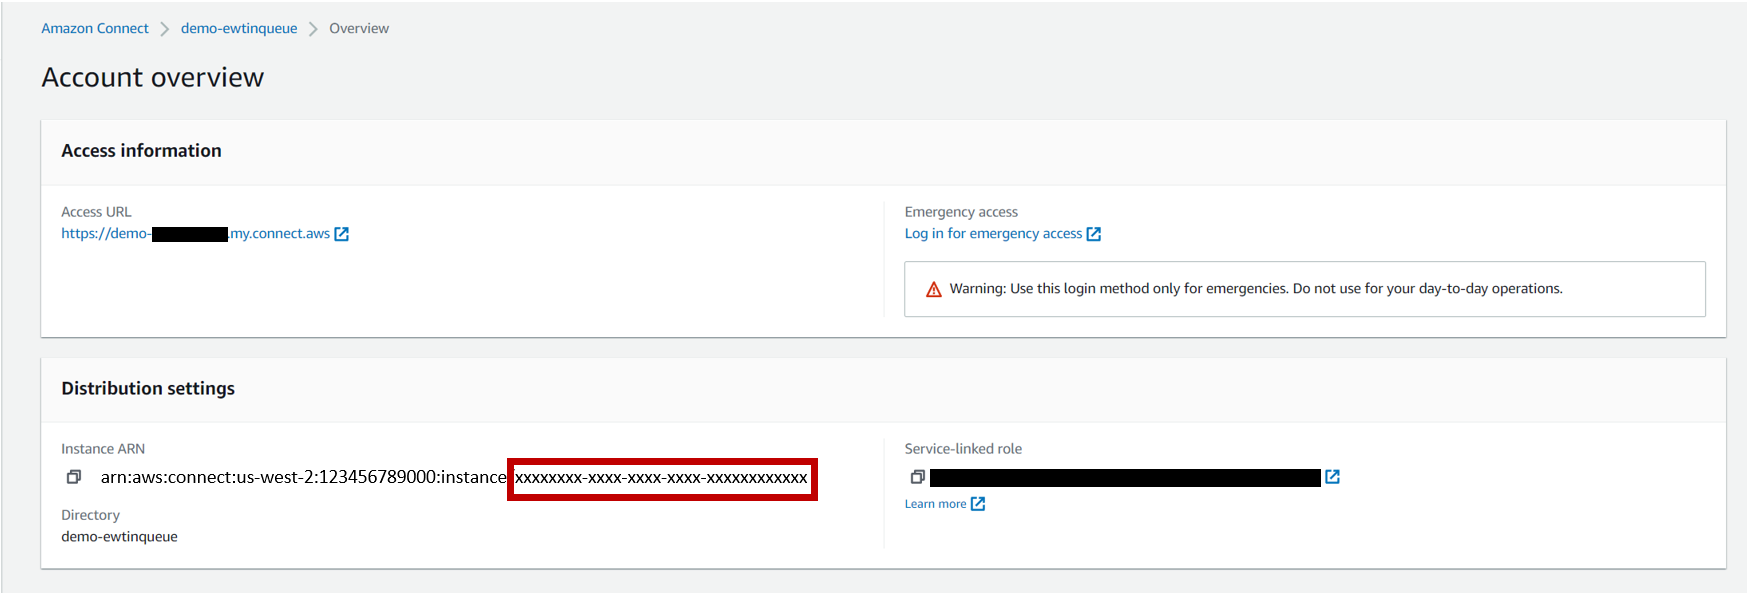 Amazon Connect > demo-ewtinqueue > Overview
Account overview
Access information
Access URL
https://demo-
.my.connect.aws
Emergency access
Log in for emergency access
Warning: Use this login method only for emergencies. Do not use for your day-to-day operations.
Distribution settings
Instance ARN
arn:aws:connect:us-west-2:123456789000:instance
xxxxxxxx-xxxx-xxxx-xxxx-xxxxxxxxxxxx
Directory
demo-ewtinqueue
Service-linked role
Learn more